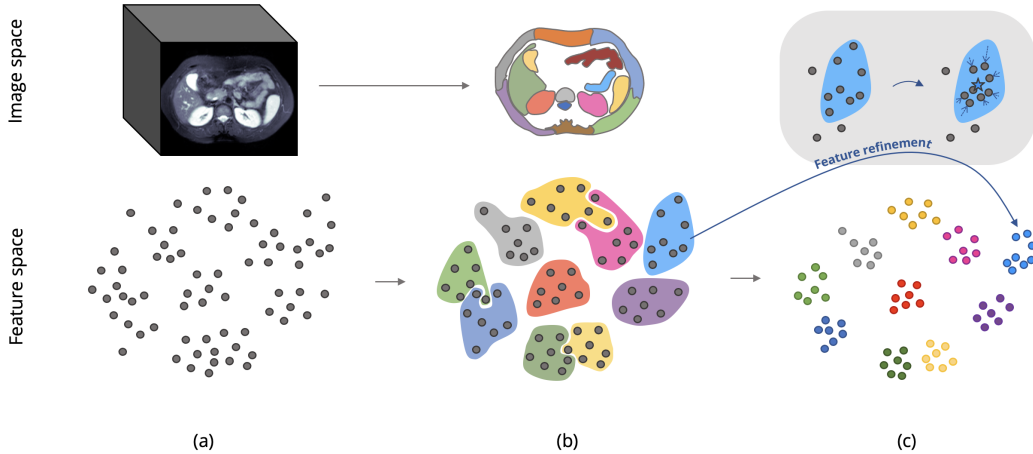 Image space
Feature refinement
Feature space
(a)
(b)
(c)